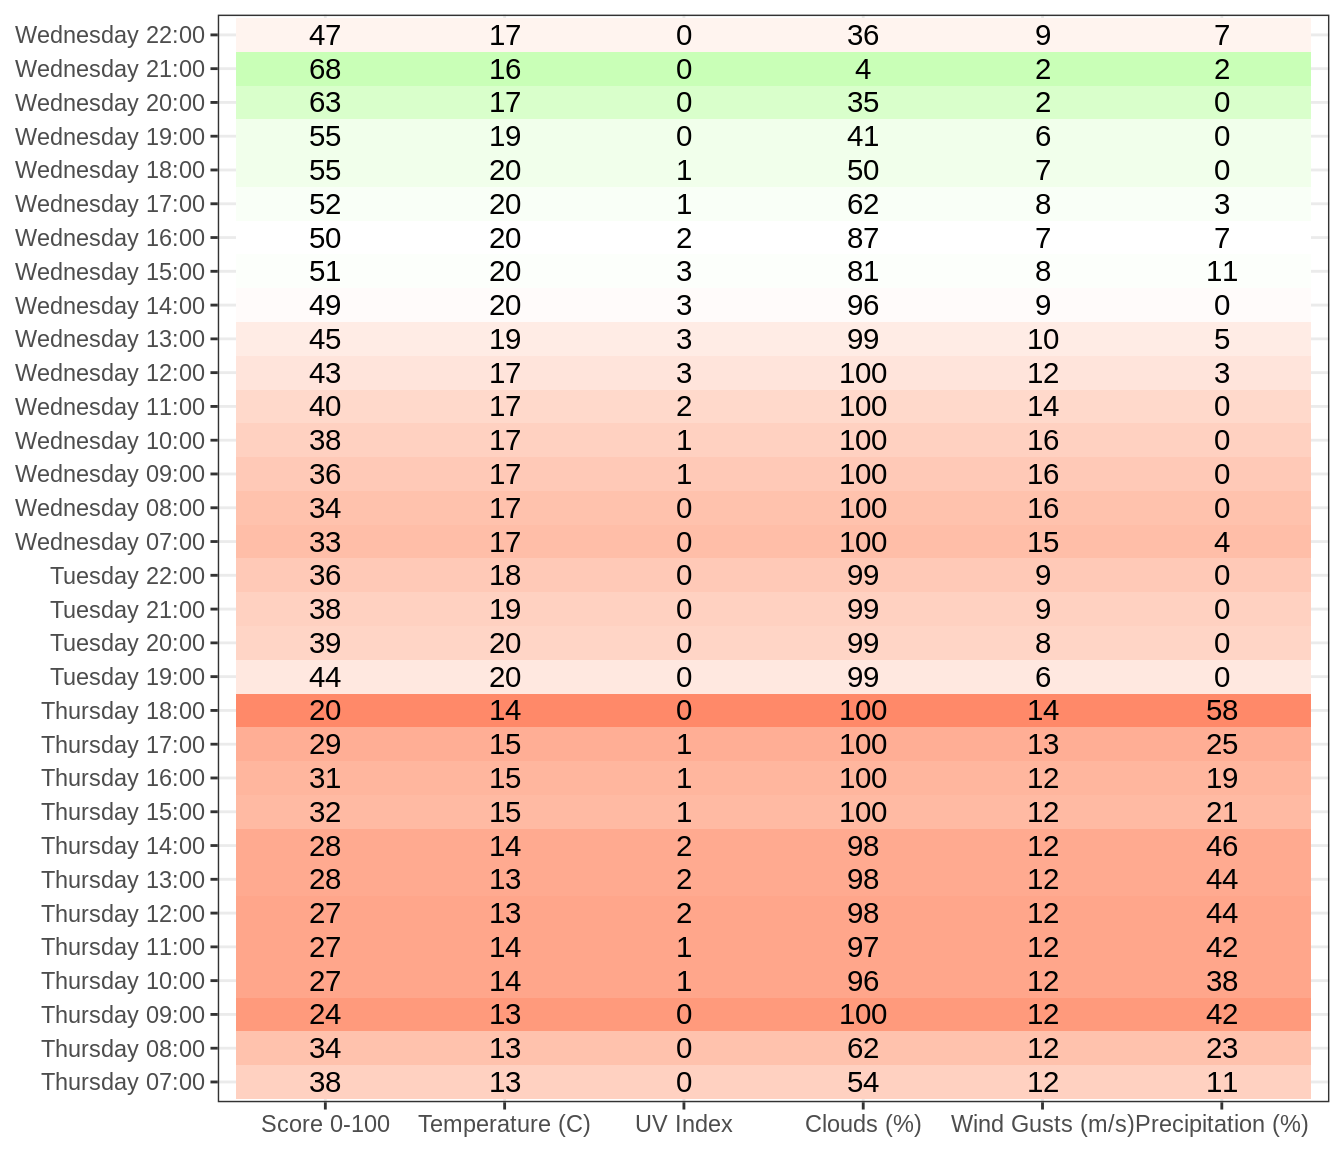 Wednesday 22:00 47 17 0 36 9 7
Wednesday 21:00 68 16 0 4 2 2
Wednesday 20:00 63 17 0 35 2 0
Wednesday 19:00 55 19 0 41 6 0
Wednesday 18:00 55 20 1 50 7 0
Wednesday 17:00 52 20 1 62 8 3
Wednesday 16:00 50 20 2 87 7 7
Wednesday 15:00 51 20 3 81 8 11
Wednesday 14:00 49 20 3 96 9 0
Wednesday 13:00 45 19 3 99 10 5
Wednesday 12:00 43 17 3 100 12 3
Wednesday 11:00 40 17 2 100 14 0
Wednesday 10:00 38 17 1 100 16 0
Wednesday 09:00 36 17 1 100 16 0
Wednesday 08:00 34 17 0 100 16 0
Wednesday 07:00 33 17 0 100 15 4
Tuesday 22:00 36 18 0 99 9 0
Tuesday 21:00 38 19 0 99 9 0
Tuesday 20:00 39 20 0 99 8 0
Tuesday 19:00 44 20 0 99 6 0
Thursday 18:00 20 14 0 100 14 58
Thursday 17:00 29 15 1 100 13 25
Thursday 16:00 31 15 1 100 12 19
Thursday 15:00 32 15 1 100 12 21
Thursday 14:00 28 14 2 98 12 46
Thursday 13:00 28 13 2 98 12 44
Thursday 12:00 27 13 2 98 12 44
Thursday 11:00 27 14 1 97 12 42
Thursday 10:00 27 14 1 96 12 38
Thursday 09:00 24 13 0 100 12 42
Thursday 08:00 34 13 0 62 12 23
Thursday 07:00 38 13 0 54 12 11
Score 0-100 Temperature (C) UV Index Clouds (%) Wind Gusts (m/s) Precipitation (%)